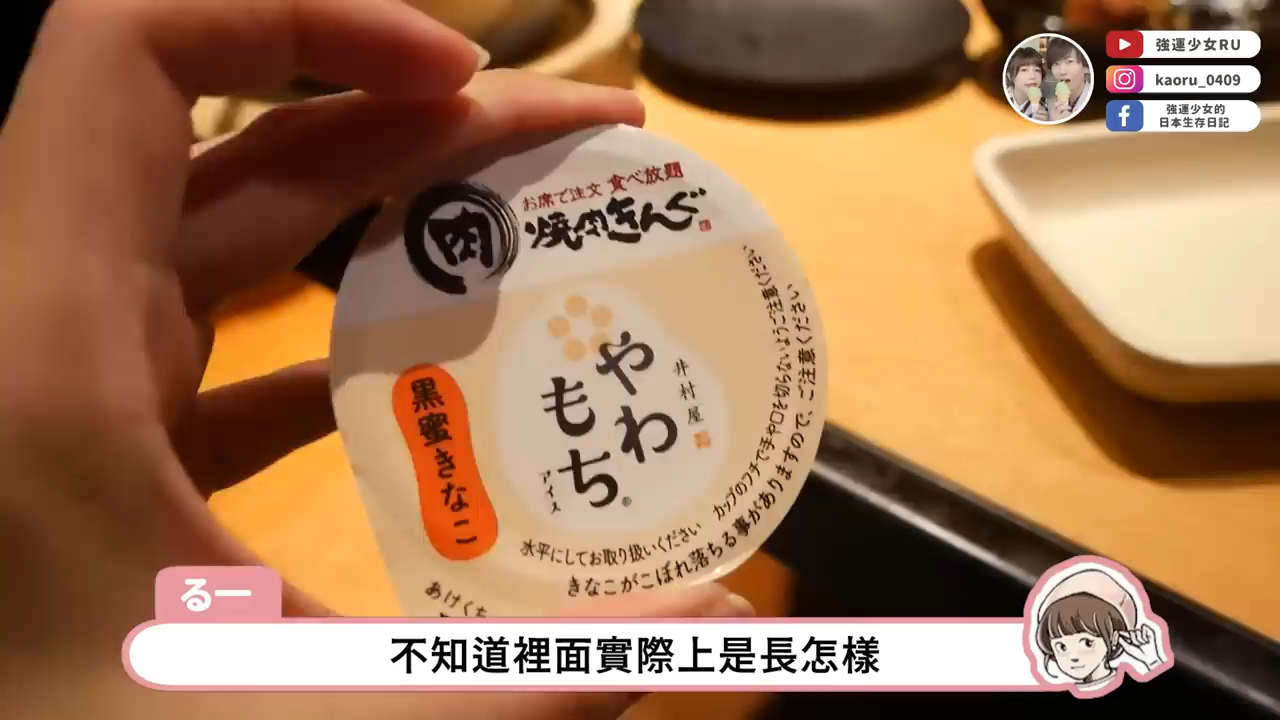 強運少女RU
kaoru_0409
強運少女的
日本生存日記
肉
お席で注文 食べ放題
焼肉きんぐ
やわ
もち
アイス
井村屋
黒蜜きなこ
カップのフチで手や口を切らないようにご注意ください
水平にしてお取り扱いください
きなこがこぼれ落ちる事がありますので、ご注意ください
あけくち
るー
不知道裡面實際上是長怎樣